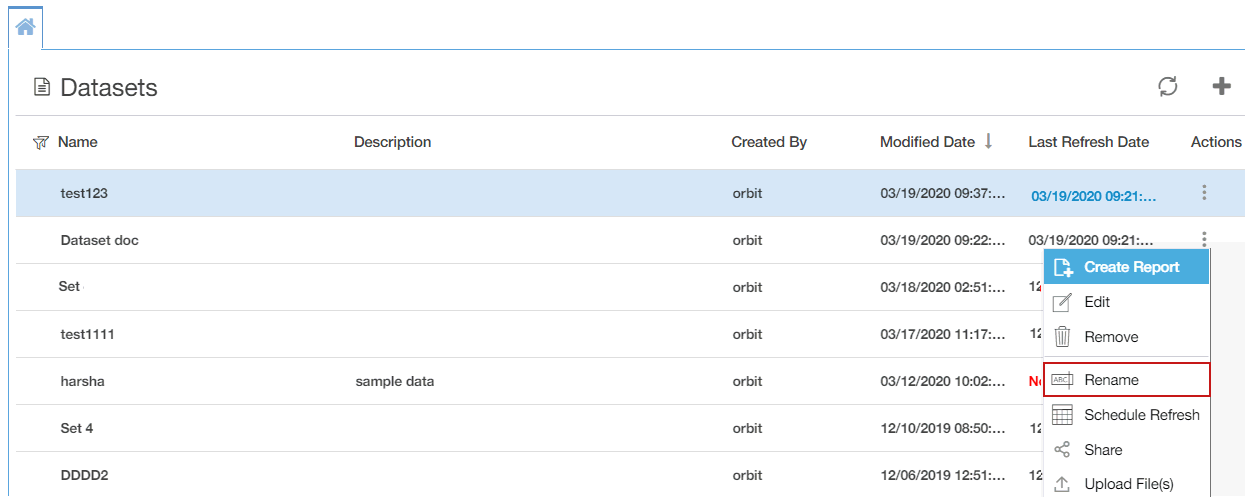 Datasets
Name Description Created By Modified Date Last Refresh Date Actions
test123 orbit 03/19/2020 09:37:... 03/19/2020 09:21:...
Dataset doc orbit 03/19/2020 09:22:... 03/19/2020 09:21:...
Create Report
Set orbit 03/18/2020 02:51:... 12
Edit
test1111 orbit 03/17/2020 11:17:... 12
Remove
harsha sample data orbit 03/12/2020 10:02:... No
ABC Rename
Schedule Refresh
Set 4 orbit 12/10/2019 08:50:... 12
Share
DDDD2 orbit 12/06/2019 12:51:... 12
Upload File(s)